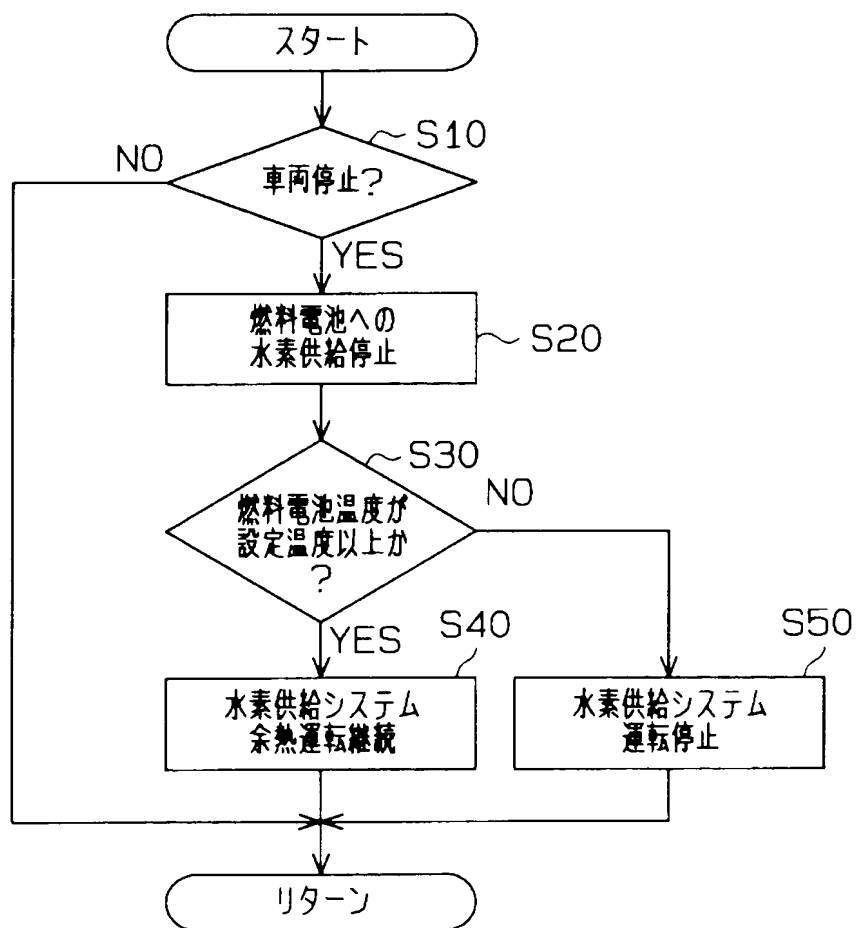 スタート
S10
NO
車両停止?
YES
燃料電池への
水素供給停止
S20
S30
NO
燃料電池温度が
設定温度以上か
?
YES
S40
S50
水素供給システム
余熱運転継続
水素供給システム
運転停止
リターン